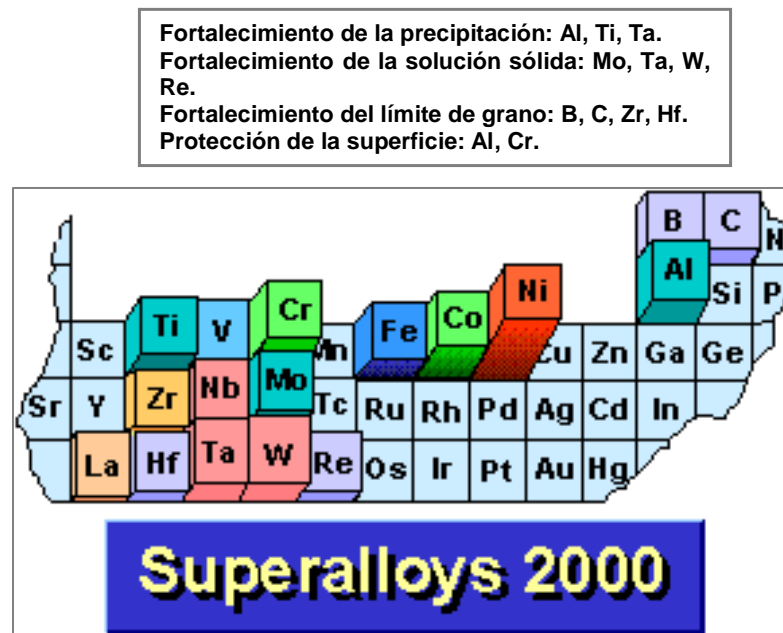 Fortalecimiento de la precipitación: Al, Ti, Ta.
Fortalecimiento de la solución sólida: Mo, Ta, W,
Re.
Fortalecimiento del límite de grano: B, C, Zr, Hf.
Protección de la superficie: Al, Cr.
B C N
Al Si P
Ti V Cr Fe Co Ni
Sc Mn Cu Zn Ga Ge
Sr Y Zr Nb Mo Tc Ru Rh Pd Ag Cd In
La Hf Ta W Re Os Ir Pt Au Hg
Superalloys 2000